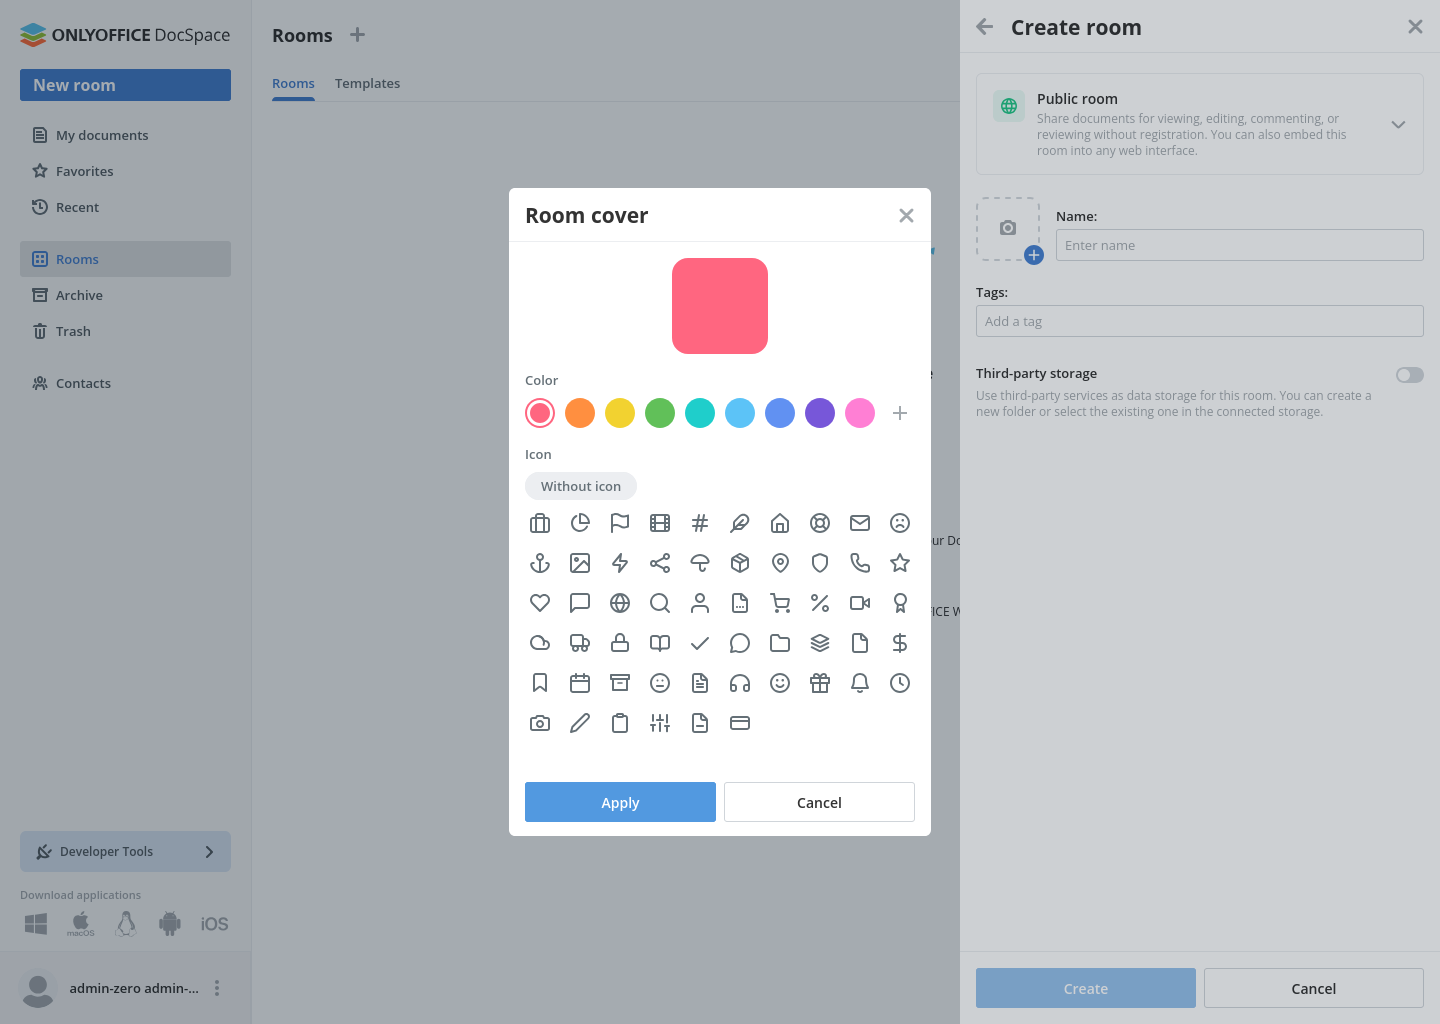 ONLYOFFICE DocSpace
New room
My documents
Favorites
Recent
Rooms
Archive
Trash
Contacts
Developer Tools
Download applications
macOS
iOS
admin-zero admin-...
Rooms
Rooms
Templates
our Do
ICE W
Room cover
Color
Icon
Without icon
Apply
Cancel
Create room
Public room
Share documents for viewing, editing, commenting, or
reviewing without registration. You can also embed this
room into any web interface.
Name:
Enter name
Tags:
Add a tag
Third-party storage
Use third-party services as data storage for this room. You can create a
new folder or select the existing one in the connected storage.
Create
Cancel